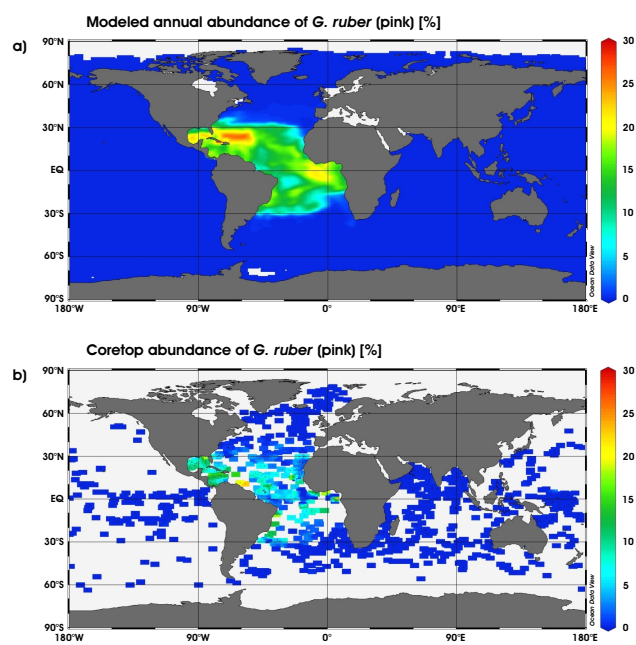 Modeled annual abundance of G. ruber (pink) [%]
a)
90°N
60°N
30°N
EQ
30°S
60°S
90°S
180°W
90°W
0°
90°E
180°E
Ocean Data View
30
25
20
15
10
5
0
Coretop abundance of G. ruber (pink) [%]
b)
90°N
60°N
30°N
EQ
30°S
60°S
90°S
180°W
90°W
0°
90°E
180°E
Ocean Data View
30
25
20
15
10
5
0